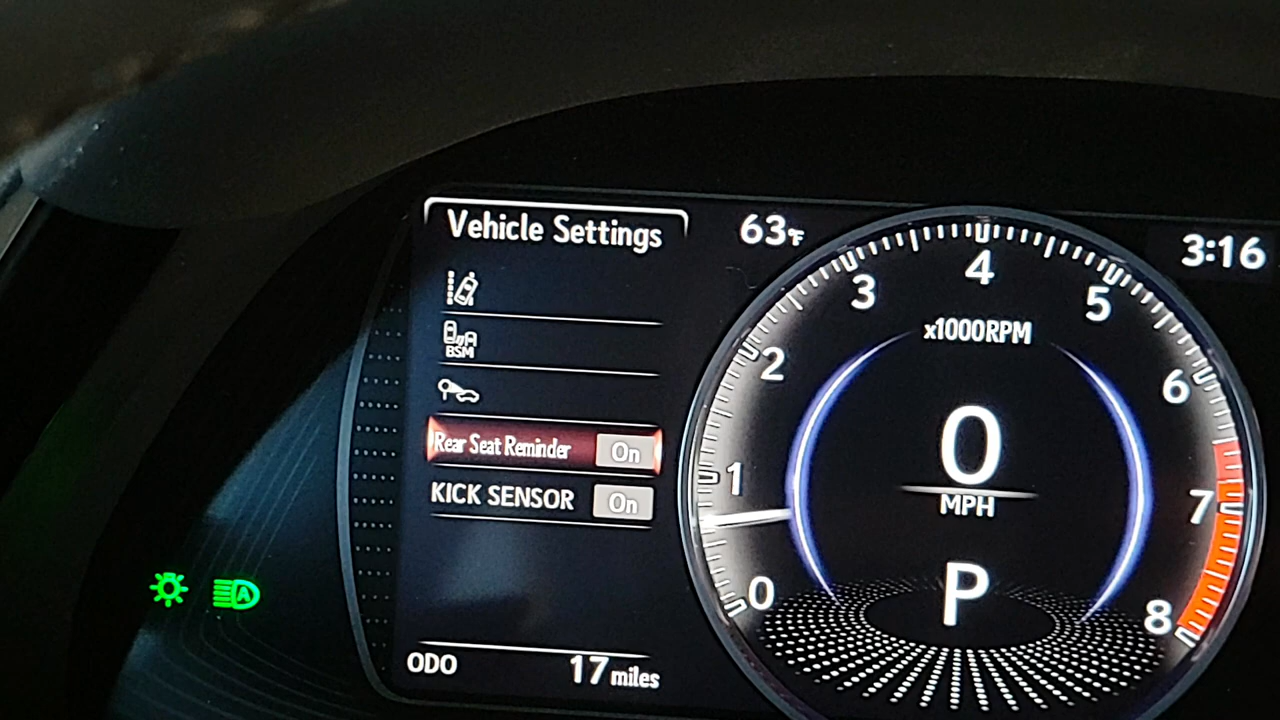 Vehicle Settings
63°F
3:16
BSM
Rear Seat Reminder On
KICK SENSOR On
ODO 17 miles
x1000RPM
0
1
2
3
4
5
6
7
8
0
MPH
P
A